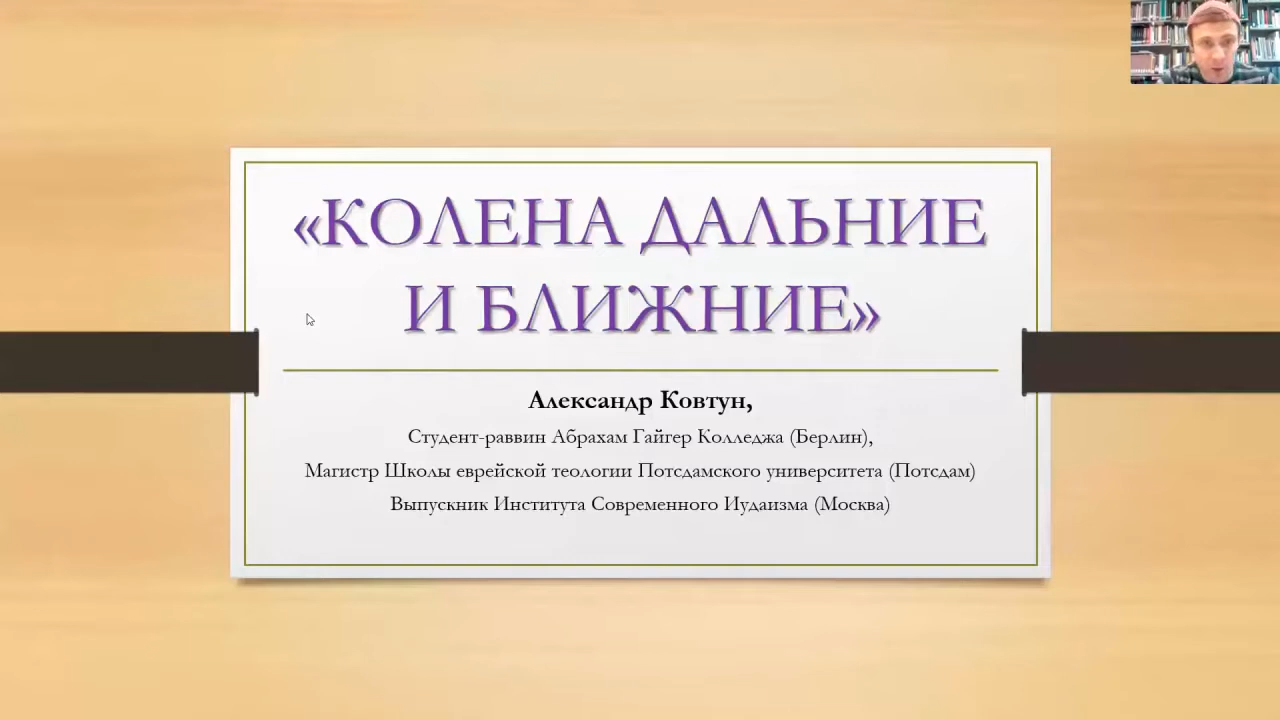 «КОЛЕНА ДАЛЬНИЕ
И БЛИЖНИЕ»
Александр Ковтун,
Студент-раввин Абрахам Гайгер Колледжа (Берлин),
Магистр Школы еврейской теологии Потсдамского университета (Потсдам)
Выпускник Института Современного Иудаизма (Москва)